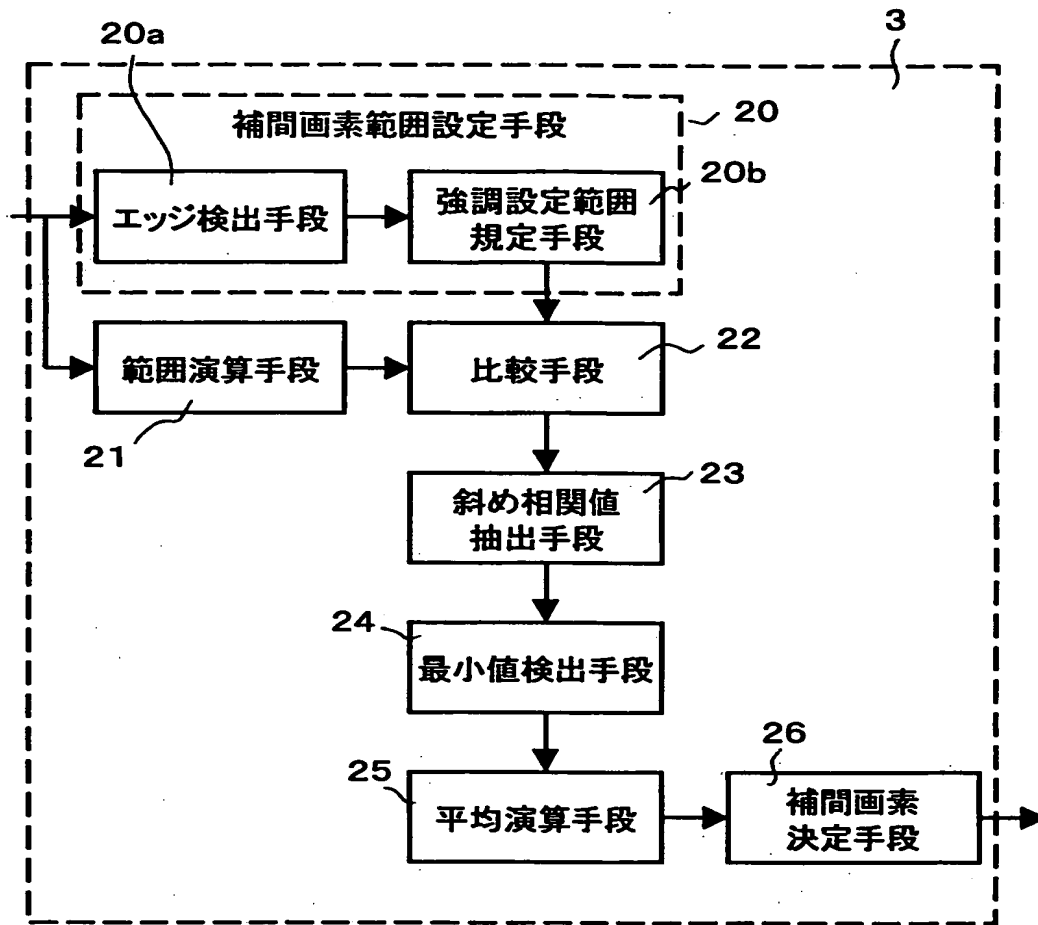 3
20a
20
補間画素範囲設定手段
20b
エッジ検出手段
強調設定範囲
規定手段
22
範囲演算手段
比較手段
21
23
斜め相関値
抽出手段
24
最小値検出手段
26
25
平均演算手段
補間画素
決定手段